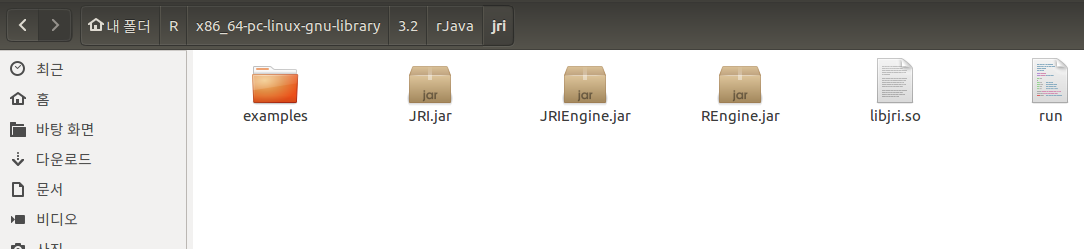 내 폴더 R x86_64-pc-linux-gnu-library 3.2 rJava jri
최근
홈
바탕 화면
다운로드
문서
비디오
사진
jar jar jar
examples JRI.jar JRIEngine.jar REngine.jar libjri.so run